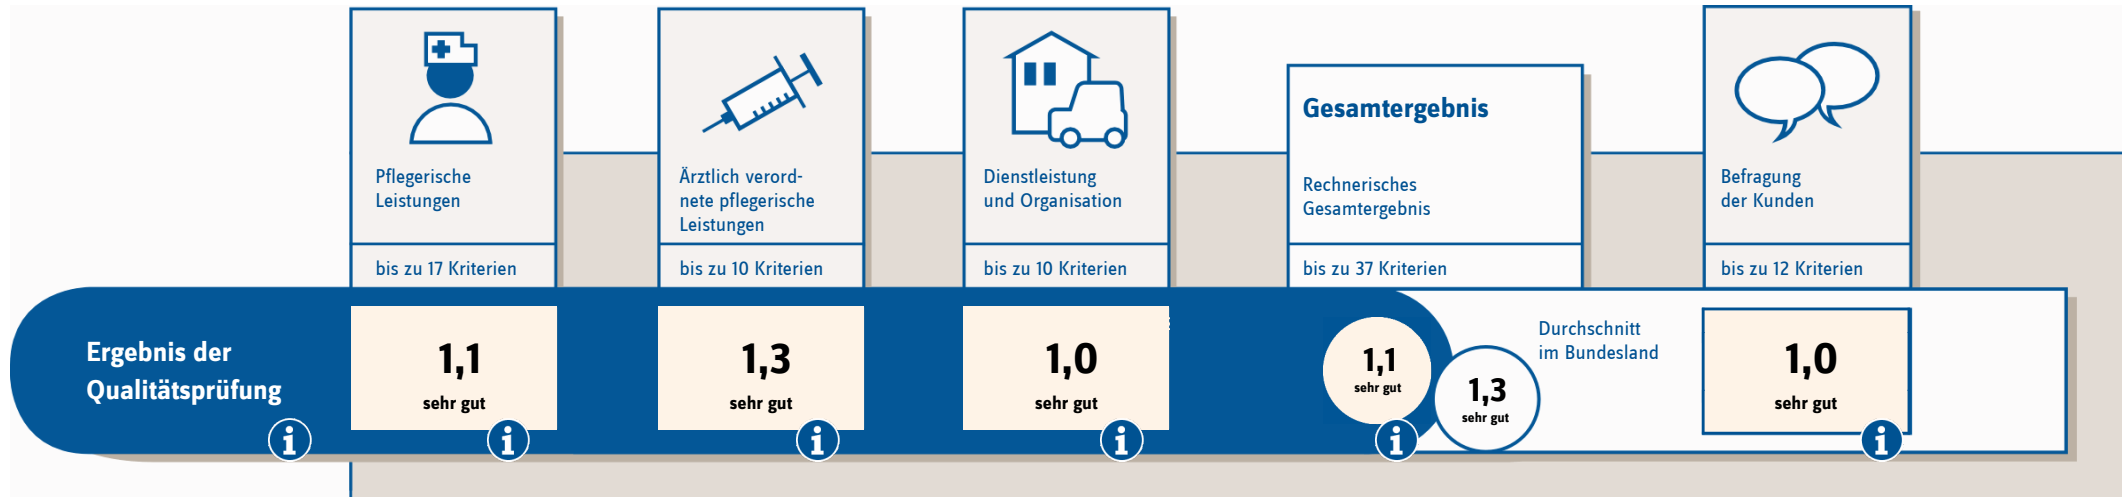 Pflegerische
Leistungen
bis zu 17 Kriterien
Ärztlich verord-
nete pflegerische
Leistungen
bis zu 10 Kriterien
Dienstleistung
und Organisation
bis zu 10 Kriterien
Gesamtergebnis
Rechnerisches
Gesamtergebnis
bis zu 37 Kriterien
Befragung
der Kunden
bis zu 12 Kriterien
Ergebnis der
Qualitätsprüfung
i
1,1
sehr gut
i
1,3
sehr gut
i
1,0
sehr gut
i
1,1
sehr gut
i
1,3
sehr gut
Durchschnitt
im Bundesland
1,0
sehr gut
i